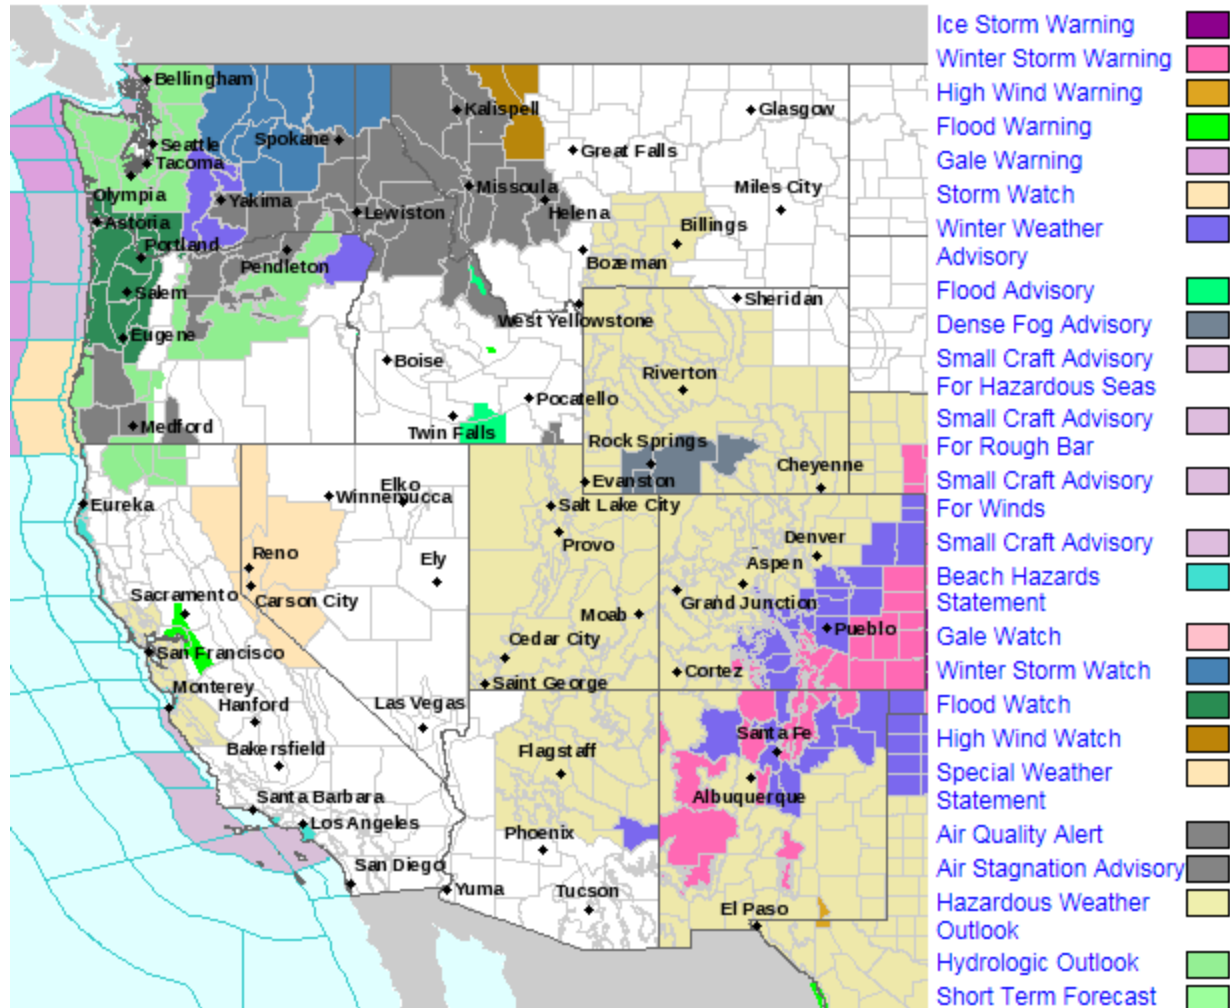 Bellingham
Seattle
Tacoma
Olympia
Spokane
Kalispell
Glasgow
Great Falls
Yakima
Missoula
Helena
Miles City
Astoria
Lewiston
Portland
Pendleton
Billings
Bozeman
Salem
Sheridan
Eugene
West Yellowstone
Boise
Riverton
Pocatello
Medford
Twin Falls
Rock Springs
Cheyenne
Evanston
Eureka
Elko
Winnemucca
Salt Lake City
Provo
Denver
Reno
Ely
Aspen
Sacramento
Carson City
Moab
Grand Junction
Pueblo
San Francisco
Cedar City
Cortez
Monterey
Saint George
Hanford
Las Vegas
Santa Fe
Bakersfield
Flagstaff
Albuquerque
Santa Barbara
Los Angeles
Phoenix
San Diego
Yuma
Tucson
El Paso
Ice Storm Warning
Winter Storm Warning
High Wind Warning
Flood Warning
Gale Warning
Storm Watch
Winter Weather
Advisory
Flood Advisory
Dense Fog Advisory
Small Craft Advisory
For Hazardous Seas
Small Craft Advisory
For Rough Bar
Small Craft Advisory
For Winds
Small Craft Advisory
Beach Hazards
Statement
Gale Watch
Winter Storm Watch
Flood Watch
High Wind Watch
Special Weather
Statement
Air Quality Alert
Air Stagnation Advisory
Hazardous Weather
Outlook
Hydrologic Outlook
Short Term Forecast